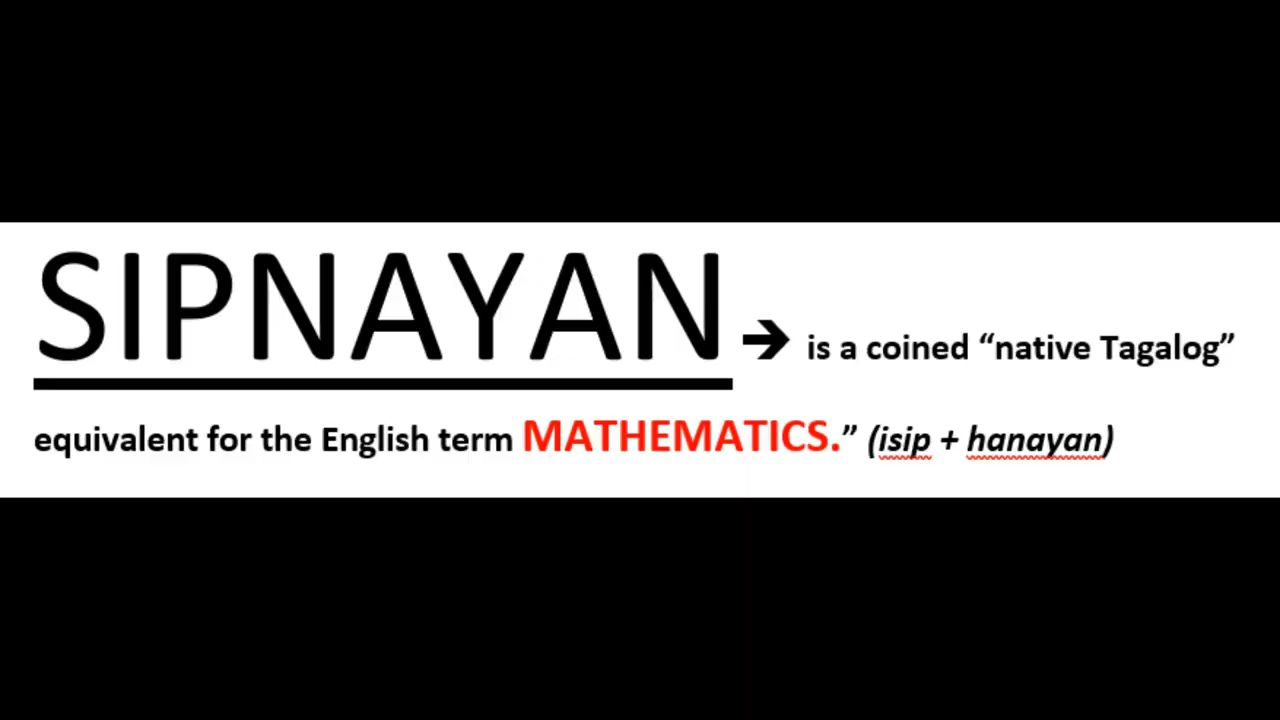 SIPNAYAN → is a coined “native Tagalog”
equivalent for the English term MATHEMATICS.” (isip + hanayan)